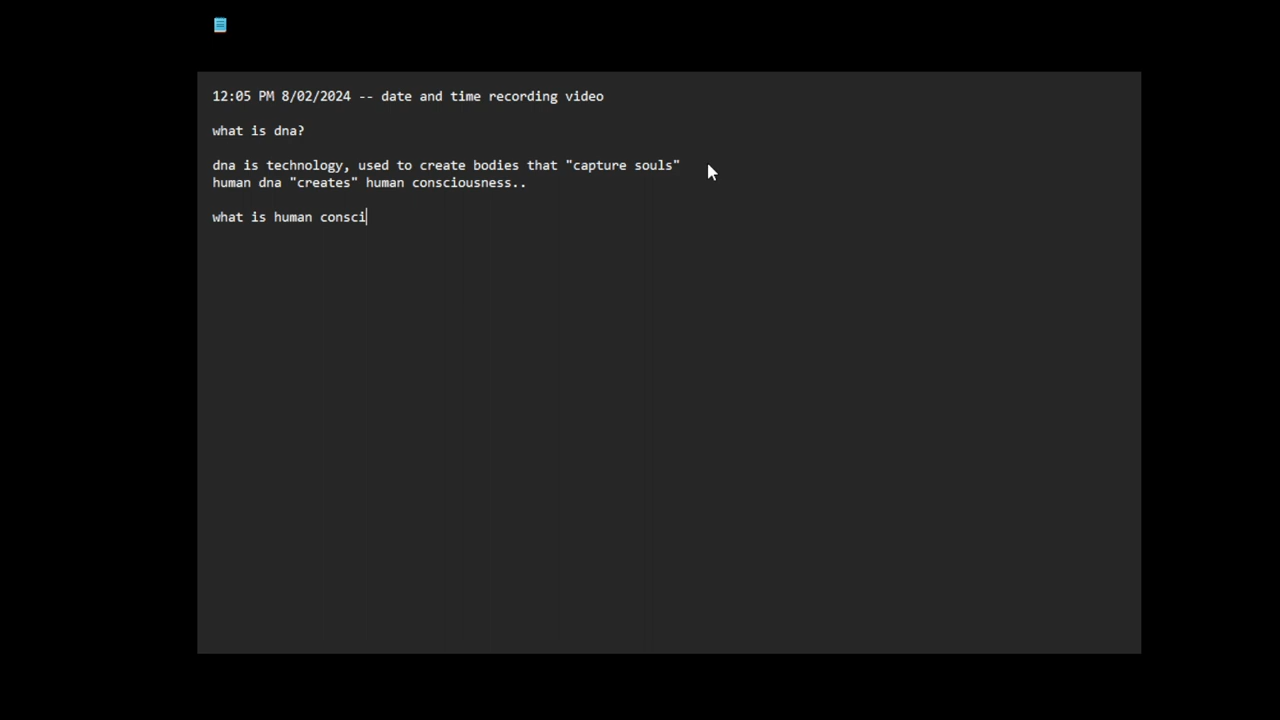 12:05 PM 8/02/2024 -- date and time recording video
what is dna?
dna is technology, used to create bodies that "capture souls"
human dna "creates" human consciousness..
what is human consci